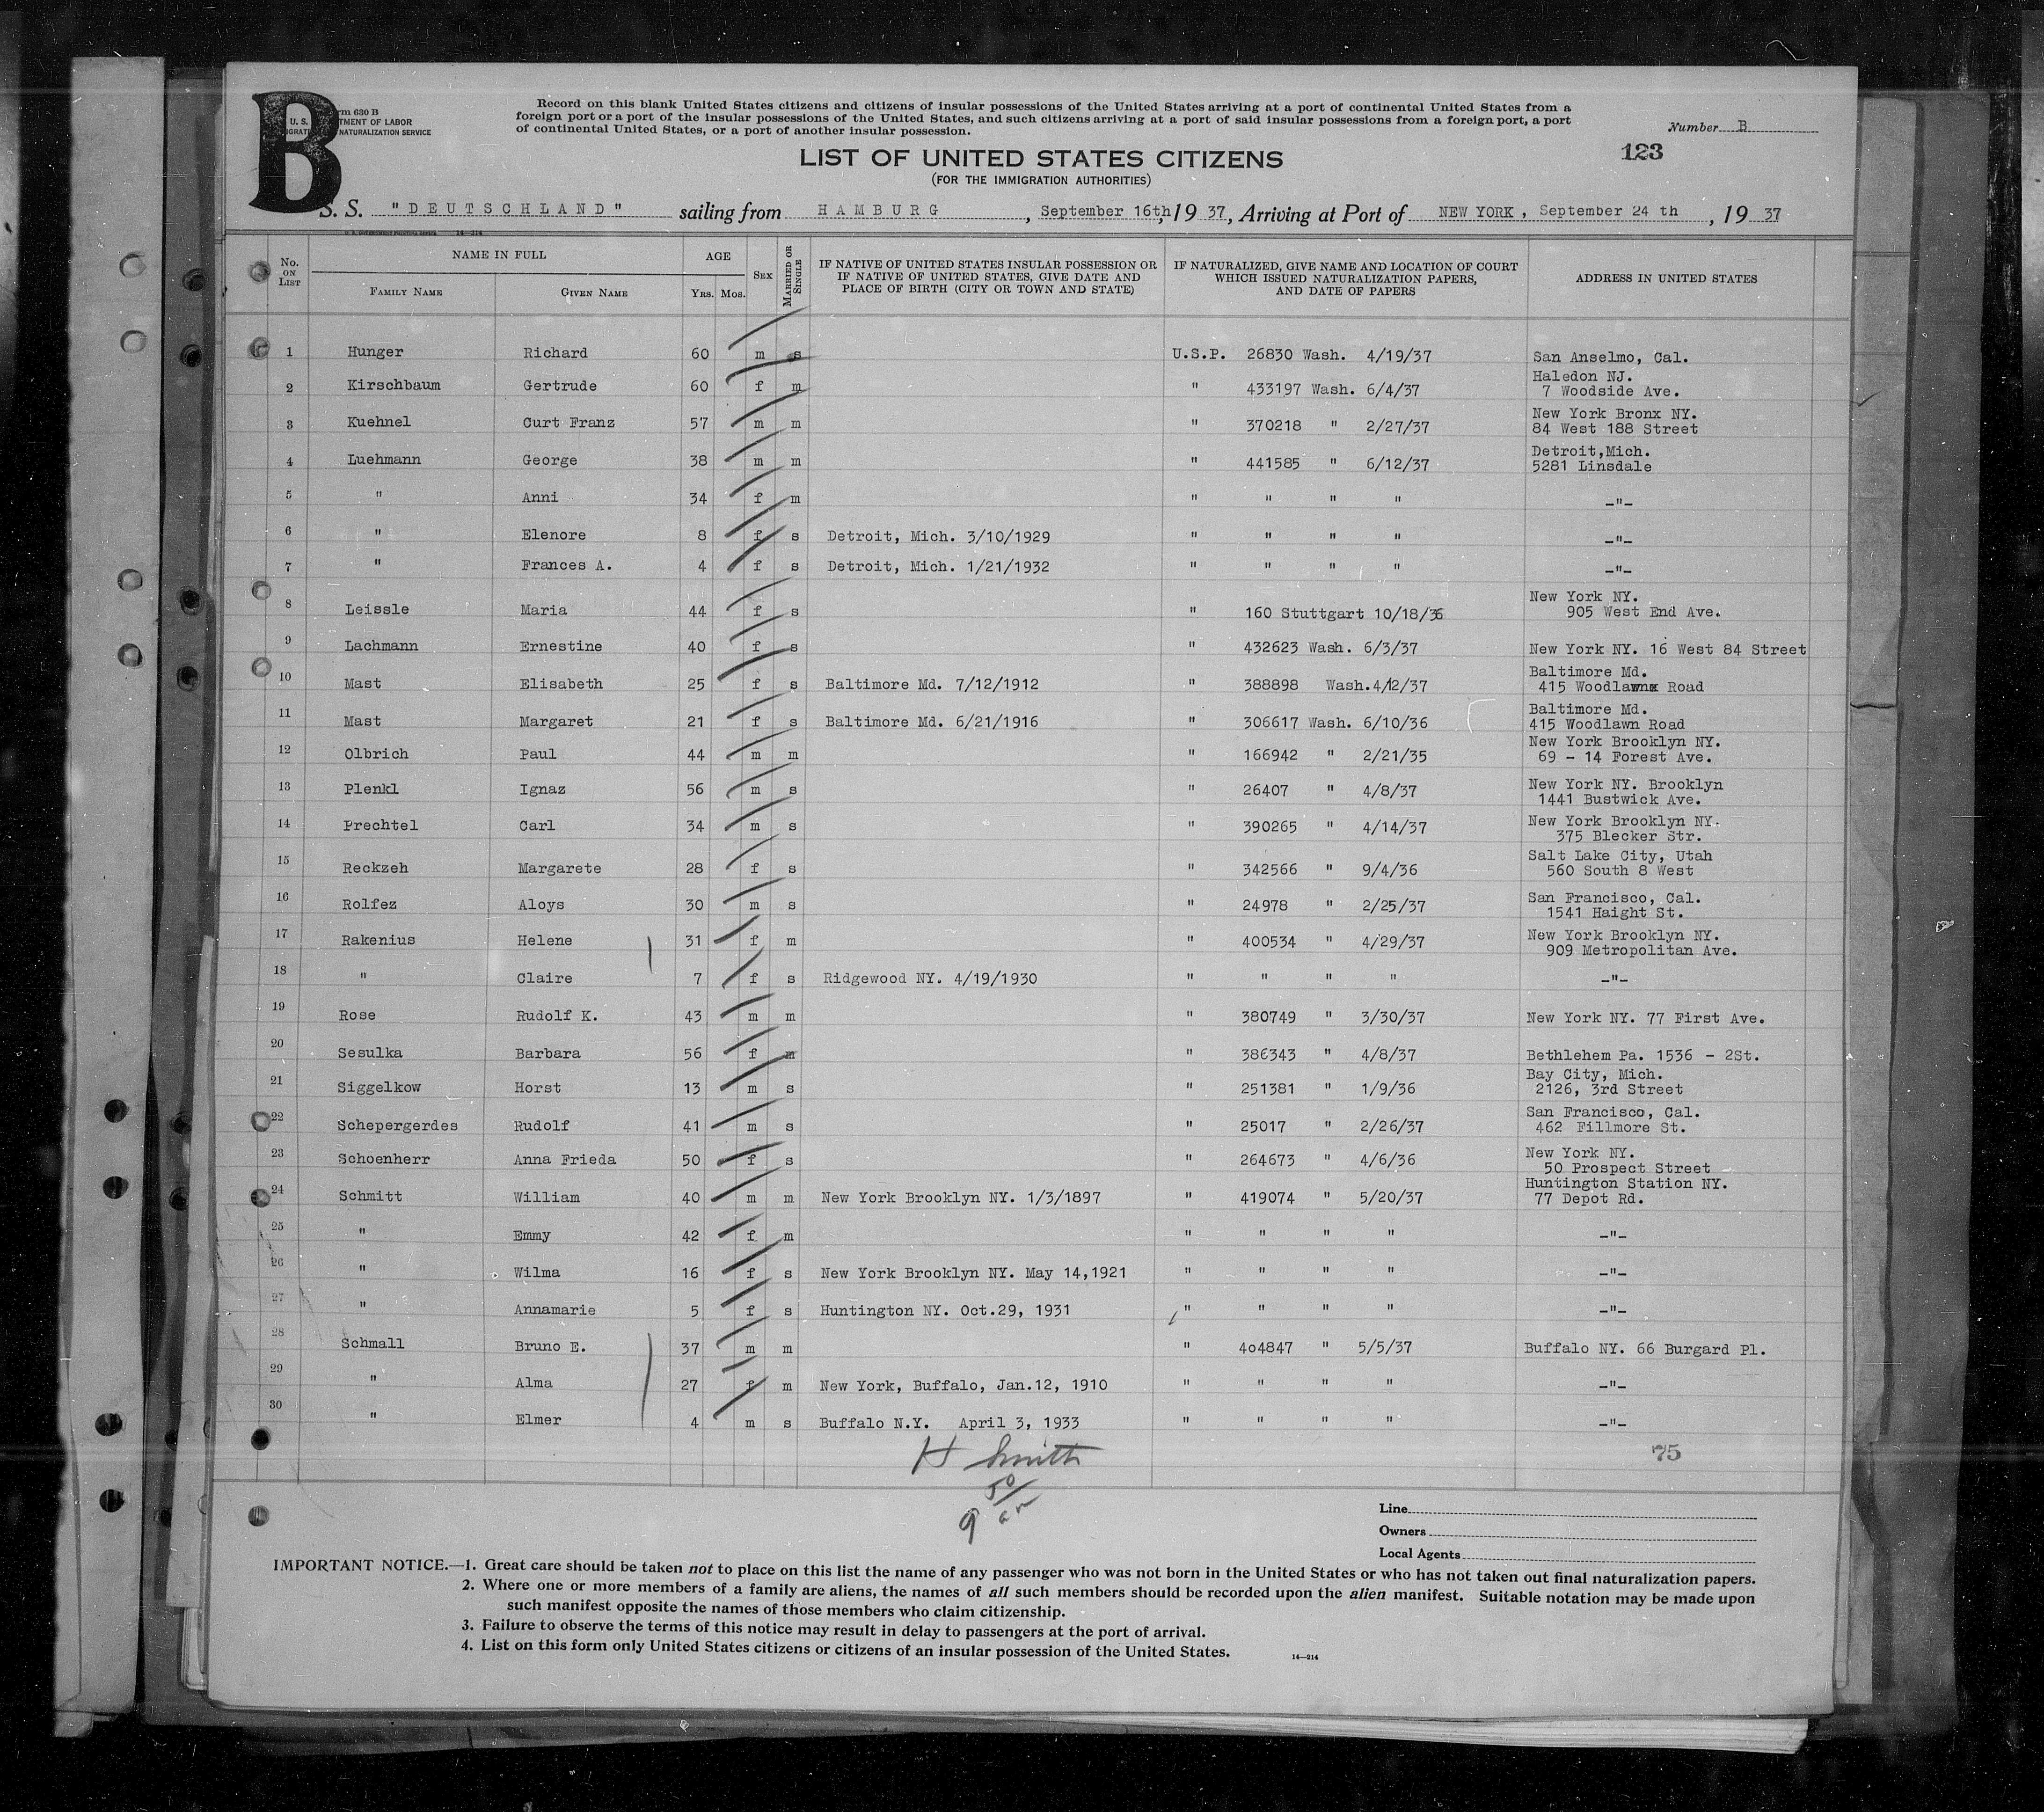 B
Form 630 B
U. S. DEPARTMENT OF LABOR
IMMIGRATION NATURALIZATION SERVICE
Record on this blank United States citizens and citizens of insular possessions of the United States arriving at a port of continental United States from a
foreign port or a port of the insular possessions of the United States, and such citizens arriving at a port of said insular possessions from a foreign port, a port
of continental United States, or a port of another insular possession.
Number B
123
LIST OF UNITED STATES CITIZENS
(FOR THE IMMIGRATION AUTHORITIES)
S. S. "DEUTSCHLAND" sailing from HAMBURG, September 16th, 1937, Arriving at Port of NEW YORK, September 24 th, 1937
No. ON LIST NAME IN FULL FAMILY NAME GIVEN NAME AGE YRS. MOS. SEX MARRIED OR SINGLE IF NATIVE OF UNITED STATES INSULAR POSSESSION OR IF NATIVE OF UNITED STATES, GIVE DATE AND PLACE OF BIRTH (CITY OR TOWN AND STATE) IF NATURALIZED, GIVE NAME AND LOCATION OF COURT WHICH ISSUED NATURALIZATION PAPERS, AND DATE OF PAPERS ADDRESS IN UNITED STATES
1 Hunger Richard 60 m s U.S.P. 26830 Wash. 4/19/37 San Anselmo, Cal.
2 Kirschbaum Gertrude 60 f m " 433197 Wash. 6/4/37 Haledon NJ. 7 Woodside Ave.
3 Kuehnel Curt Franz 57 m m " 370218 " 2/27/37 New York Bronx NY. 84 West 188 Street
4 Luehmann George 38 m m " 441585 " 6/12/37 Detroit,Mich. 5281 Linsdale
5 " Anni 34 f m " " " " -"-
6 " Elenore 8 f s Detroit, Mich. 3/10/1929 " " " " -"-
7 " Frances A. 4 f s Detroit, Mich. 1/21/1932 " " " " -"-
8 Leissle Maria 44 f s " 160 Stuttgart 10/18/36 New York NY. 905 West End Ave.
9 Lachmann Ernestine 40 f s " 432623 Wash. 6/3/37 New York NY. 16 West 84 Street
10 Mast Elisabeth 25 f s Baltimore Md. 7/12/1912 " 388898 Wash.4/12/37 Baltimore Md. 415 Woodlawn Road
11 Mast Margaret 21 f s Baltimore Md. 6/21/1916 " 306617 Wash. 6/10/36 Baltimore Md. 415 Woodlawn Road
12 Olbrich Paul 44 m m " 166942 " 2/21/35 New York Brooklyn NY. 69 - 14 Forest Ave.
13 Plenkl Ignaz 56 m s " 26407 " 4/8/37 New York NY. Brooklyn 1441 Bustwick Ave.
14 Prechtel Carl 34 m s " 390265 " 4/14/37 New York Brooklyn NY. 375 Blecker Str.
15 Reckzeh Margarete 28 f s " 342566 " 9/4/36 Salt Lake City, Utah 560 South 8 West
16 Rolfez Aloys 30 m s " 24978 " 2/25/37 San Francisco, Cal. 1541 Haight St.
17 Rakenius Helene 31 f m " 400534 " 4/29/37 New York Brooklyn NY. 909 Metropolitan Ave.
18 " Claire 7 f s Ridgewood NY. 4/19/1930 " " " " -"-
19 Rose Rudolf K. 43 m m " 380749 " 3/30/37 New York NY. 77 First Ave.
20 Sesulka Barbara 56 f m " 386343 " 4/8/37 Bethlehem Pa. 1536 - 2St.
21 Siggelkow Horst 13 m s " 251381 " 1/9/36 Bay City, Mich. 2126, 3rd Street
22 Schepergerdes Rudolf 41 m s " 25017 " 2/26/37 San Francisco, Cal. 462 Fillmore St.
23 Schoenherr Anna Frieda 50 f s " 264673 " 4/6/36 New York NY. 50 Prospect Street
24 Schmitt William 40 m m New York Brooklyn NY. 1/3/1897 " 419074 " 5/20/37 Huntington Station NY. 77 Depot Rd.
25 " Emmy 42 f m " " " " -"-
26 " Wilma 16 f s New York Brooklyn NY. May 14,1921 " " " " -"-
27 " Annamarie 5 f s Huntington NY. Oct.29, 1931 " " " " -"-
28 Schmall Bruno E. 37 m m " 404847 " 5/5/37 Buffalo NY. 66 Burgard Pl.
29 " Alma 27 f m New York, Buffalo, Jan.12, 1910 " " " " -"-
30 " Elmer 4 m s Buffalo N.Y. April 3, 1933 " " " " -"-
H Smith
75
9 50/am
Line
Owners
Local Agents
IMPORTANT NOTICE.—1. Great care should be taken not to place on this list the name of any passenger who was not born in the United States or who has not taken out final naturalization papers.
2. Where one or more members of a family are aliens, the names of all such members should be recorded upon the alien manifest. Suitable notation may be made upon
such manifest opposite the names of those members who claim citizenship.
3. Failure to observe the terms of this notice may result in delay to passengers at the port of arrival.
4. List on this form only United States citizens or citizens of an insular possession of the United States.
14—214